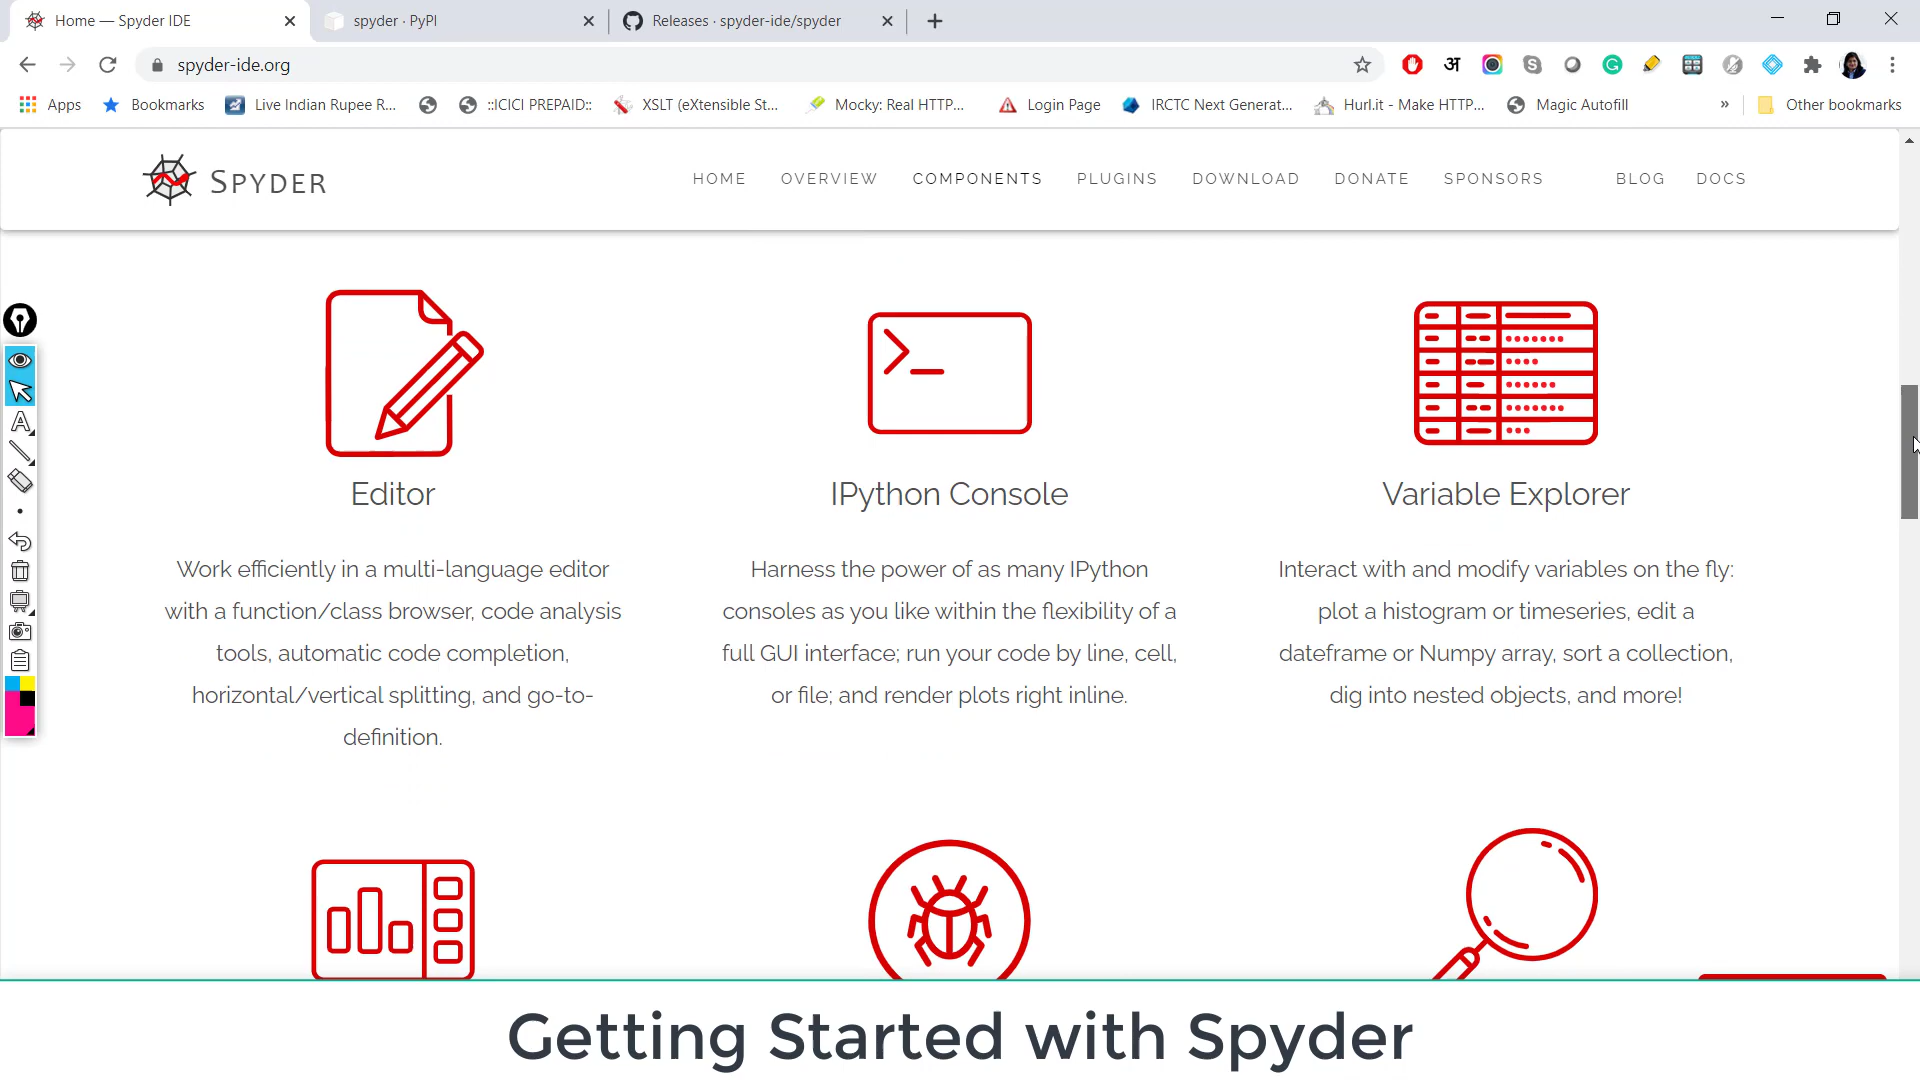 Home — Spyder IDE
spyder · PyPI
Releases · spyder-ide/spyder
spyder-ide.org
Apps
Bookmarks
Live Indian Rupee R...
::ICICI PREPAID::
XSLT (eXtensible St...
Mocky: Real HTTP...
Login Page
IRCTC Next Generat...
Hurl.it - Make HTTP...
Magic Autofill
»
Other bookmarks
SPYDER
HOME
OVERVIEW
COMPONENTS
PLUGINS
DOWNLOAD
DONATE
SPONSORS
BLOG
DOCS
Editor
Work efficiently in a multi-language editor
with a function/class browser, code analysis
tools, automatic code completion,
horizontal/vertical splitting, and go-to-
definition.
IPython Console
Harness the power of as many IPython
consoles as you like within the flexibility of a
full GUI interface; run your code by line, cell,
or file; and render plots right inline.
Variable Explorer
Interact with and modify variables on the fly:
plot a histogram or timeseries, edit a
dateframe or Numpy array, sort a collection,
dig into nested objects, and more!
Getting Started with Spyder